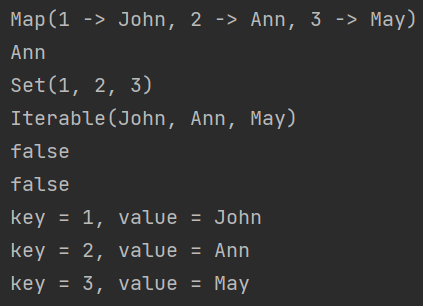 Map(1 -> John, 2 -> Ann, 3 -> May)
Ann
Set(1, 2, 3)
Iterable(John, Ann, May)
false
false
key = 1, value = John
key = 2, value = Ann
key = 3, value = May